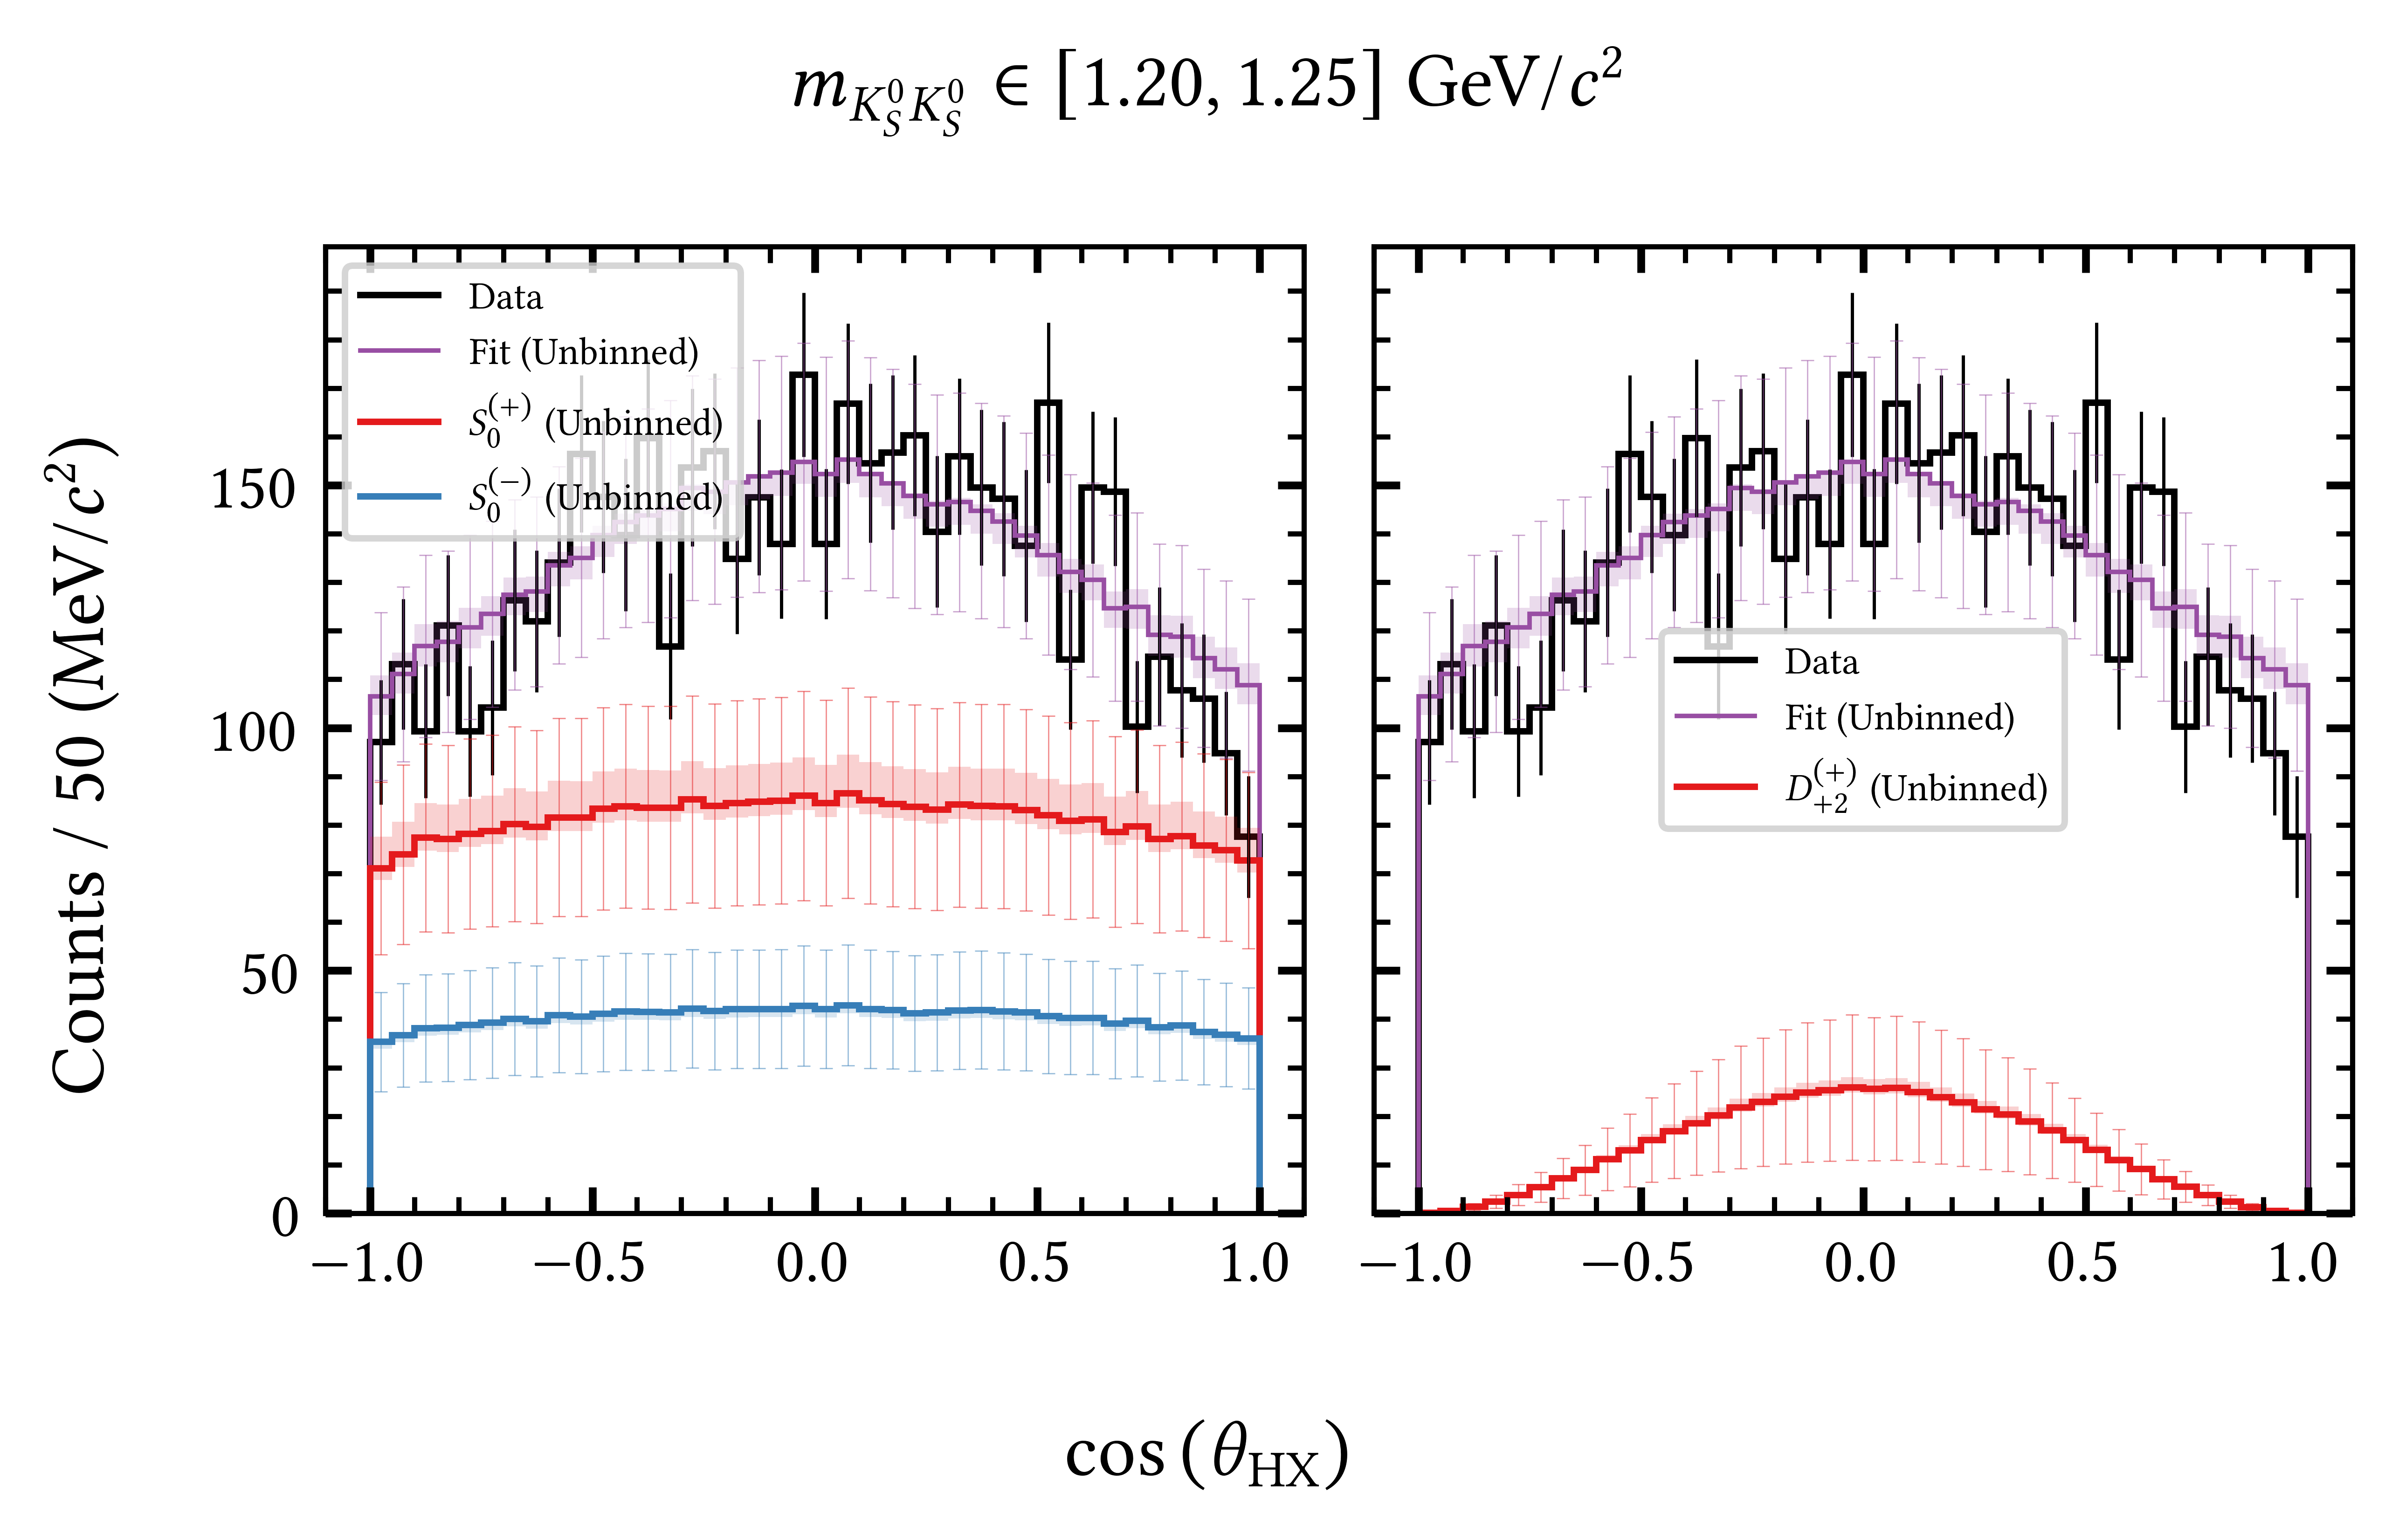 m_{K_S^0 K_S^0} ∈ [1.20, 1.25] GeV/c²
Counts / 50 (MeV/c²)
150
100
50
0
Data
Fit (Unbinned)
S_0^{(+)} (Unbinned)
S_0^{(−)} (Unbinned)
−1.0 −0.5 0.0 0.5 1.0
Data
Fit (Unbinned)
D_{+2}^{(+)} (Unbinned)
−1.0 −0.5 0.0 0.5 1.0
cos (θ_{HX})